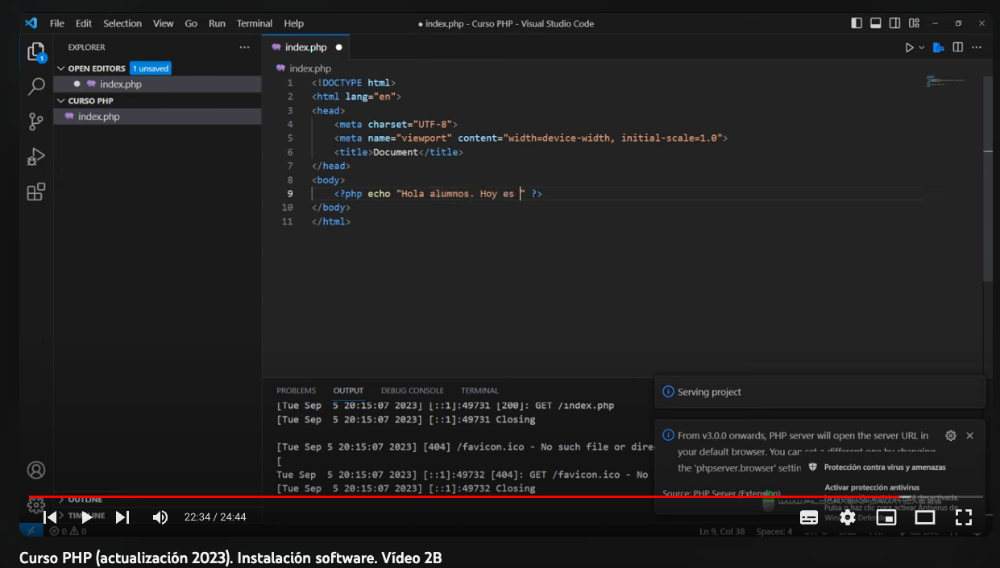 File Edit Selection View Go Run Terminal Help
● index.php - Curso PHP - Visual Studio Code
EXPLORER
1
OPEN EDITORS 1 unsaved
index.php
CURSO PHP
index.php
OUTLINE
TIMELINE
index.php
index.php
1 <!DOCTYPE html>
2 <html lang="en">
3 <head>
4 <meta charset="UTF-8">
5 <meta name="viewport" content="width=device-width, initial-scale=1.0">
6 <title>Document</title>
7 </head>
8 <body>
9 <?php echo "Hola alumnos. Hoy es " ?>
10 </body>
11 </html>
PROBLEMS OUTPUT DEBUG CONSOLE TERMINAL
[Tue Sep 5 20:15:07 2023] [::1]:49731 [200]: GET /index.php
[Tue Sep 5 20:15:07 2023] [::1]:49731 Closing
[Tue Sep 5 20:15:07 2023] [404] /favicon.ico - No such file or dire
[
Tue Sep 5 20:15:07 2023] [::1]:49732 [404]: GET /favicon.ico - No
[Tue Sep 5 20:15:07 2023] [::1]:49732 Closing
Serving project
From v3.0.0 onwards, PHP server will open the server URL in
your default browser. You can set a different one by changing
the 'phpserver.browser' settin
Source: PHP Server (Extension)
Protección contra virus y amenazas
Activar protección antivirus
desactivada.
Pulsa o haz clic para activar Antivirus de
22:34 / 24:44
0 0
Ln 9, Col 38 Spaces: 4
Curso PHP (actualización 2023). Instalación software. Vídeo 2B